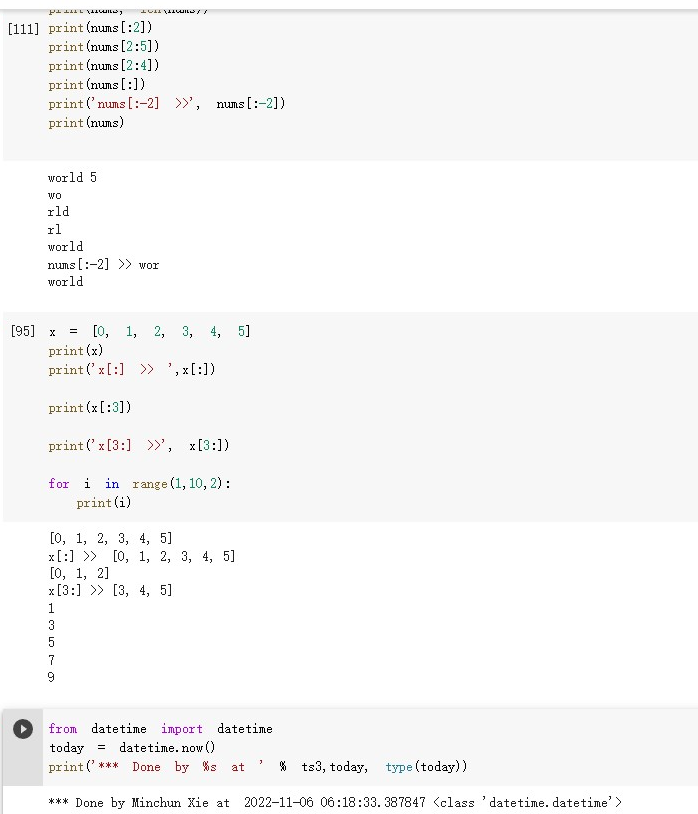 print(nums, len(nums))
[111] print(nums[:2])
print(nums[2:5])
print(nums[2:4])
print(nums[:])
print('nums[:-2] >>', nums[:-2])
print(nums)
world 5
wo
rld
rl
world
nums[:-2] >> wor
world
[95] x = [0, 1, 2, 3, 4, 5]
print(x)
print('x[:] >> ',x[:])
print(x[:3])
print('x[3:] >>', x[3:])
for i in range(1,10,2):
print(i)
[0, 1, 2, 3, 4, 5]
x[:] >> [0, 1, 2, 3, 4, 5]
[0, 1, 2]
x[3:] >> [3, 4, 5]
1
3
5
7
9
from datetime import datetime
today = datetime.now()
print('*** Done by %s at ' % ts3,today, type(today))
*** Done by Minchun Xie at 2022-11-06 06:18:33.387847 <class 'datetime.datetime'>